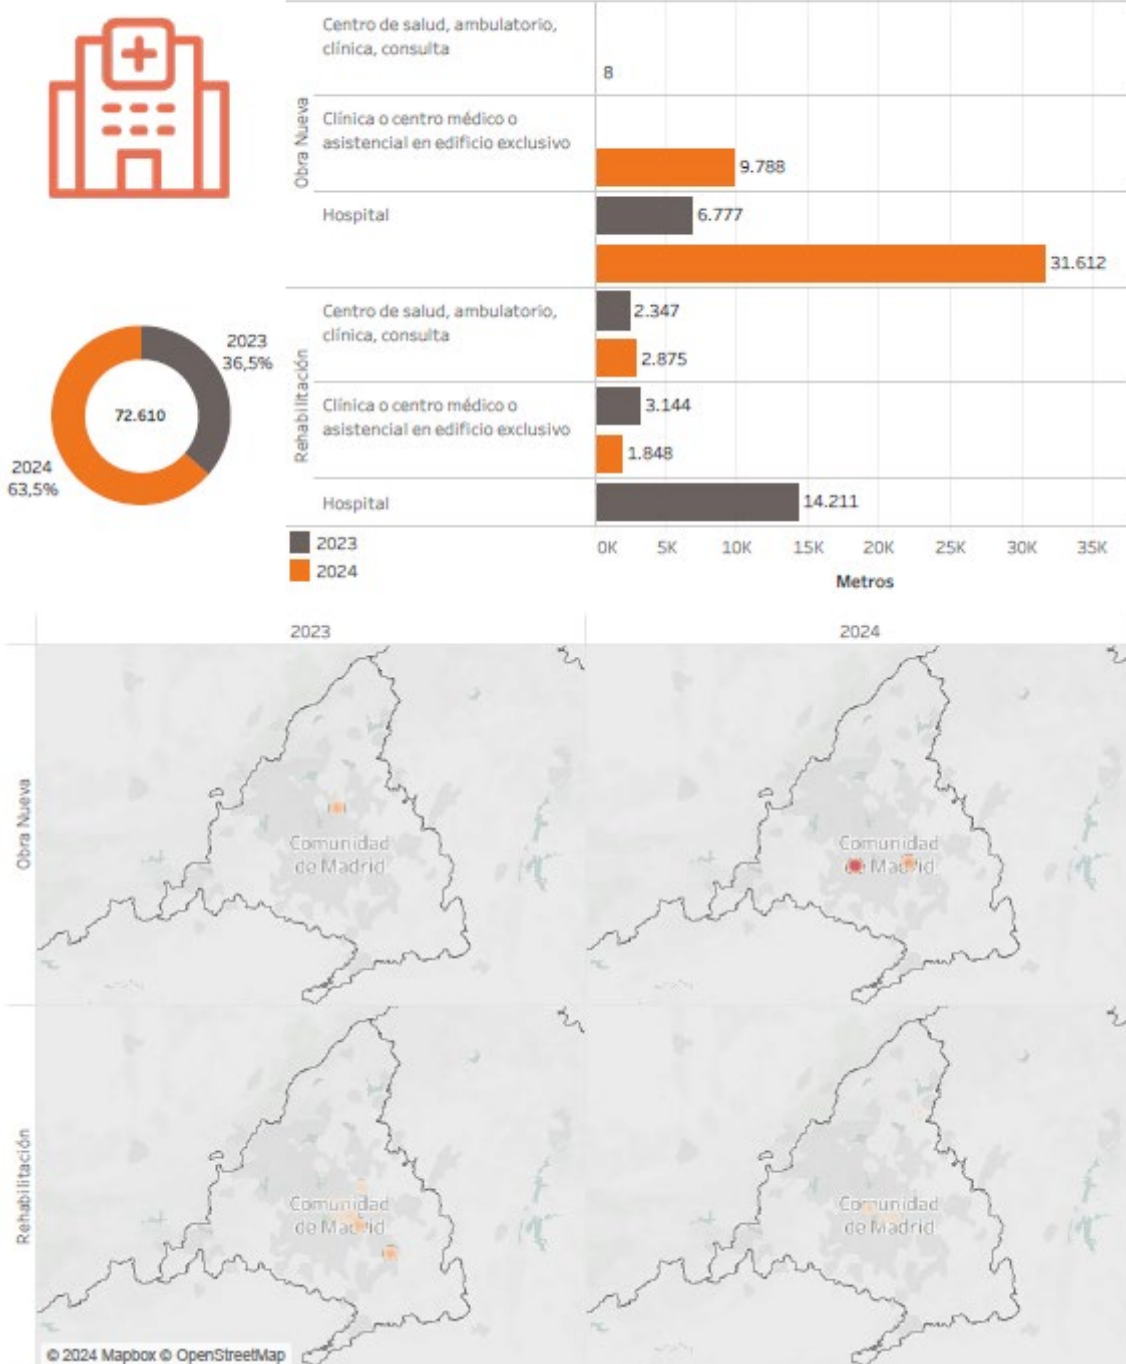 Obra Nueva
Centro de salud, ambulatorio,
clínica, consulta
8
Clínica o centro médico o
asistencial en edificio exclusivo
9.788
Hospital
6.777
31.612
Rehabilitación
Centro de salud, ambulatorio,
clínica, consulta
2.347
2.875
Clínica o centro médico o
asistencial en edificio exclusivo
3.144
1.848
Hospital
14.211
0K 5K 10K 15K 20K 25K 30K 35K
Metros
2023
36,5%
72.610
2024
63,5%
2023
2024
2023
2024
Obra Nueva
Comunidad
de Madrid
Comunidad
de Madrid
Rehabilitación
Comunidad
de Madrid
Comunidad
de Madrid
© 2024 Mapbox © OpenStreetMap